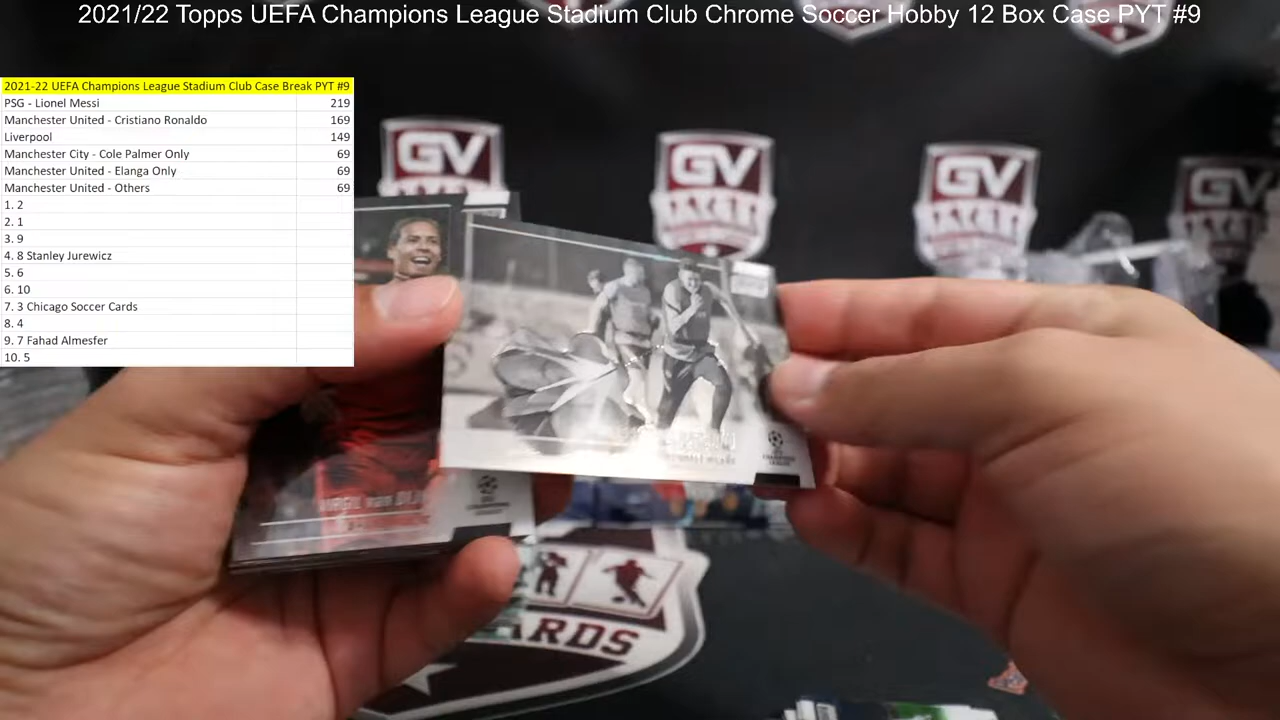 2021/22 Topps UEFA Champions League Stadium Club Chrome Soccer Hobby 12 Box Case PYT #9
2021-22 UEFA Champions League Stadium Club Case Break PYT #9
PSG - Lionel Messi 219
Manchester United - Cristiano Ronaldo 169
Liverpool 149
Manchester City - Cole Palmer Only 69
Manchester United - Elanga Only 69
Manchester United - Others 69
1. 2
2. 1
3. 9
4. 8 Stanley Jurewicz
5. 6
6. 10
7. 3 Chicago Soccer Cards
8. 4
9. 7 Fahad Almesfer
10. 5
GV
GV
GV
GV
VIRGIL van
CHAMPIONS
LEAGUE
ARDS